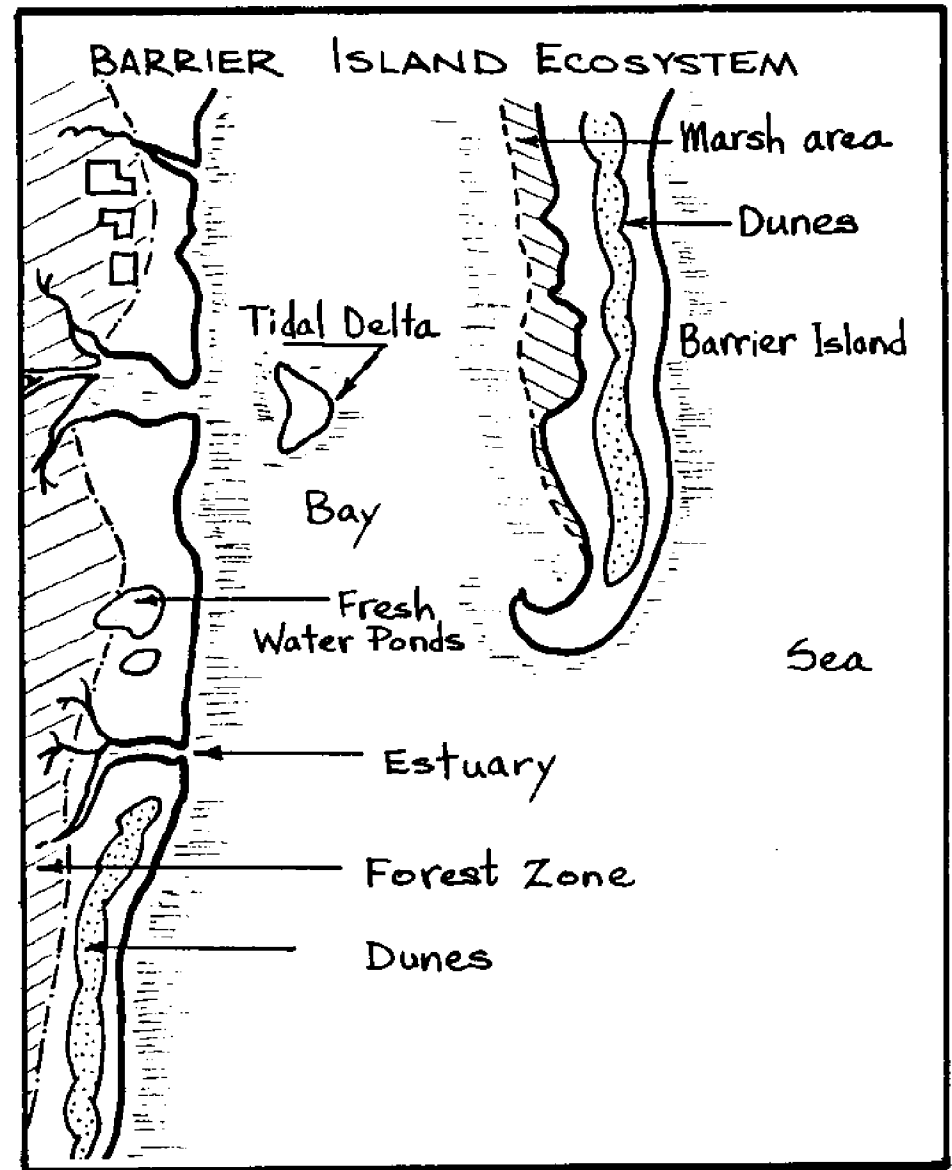 BARRIER ISLAND ECOSYSTEM
Marsh area
Dunes
Tidal Delta
Barrier Island
Bay
Fresh
Water Ponds
Sea
Estuary
Forest Zone
Dunes